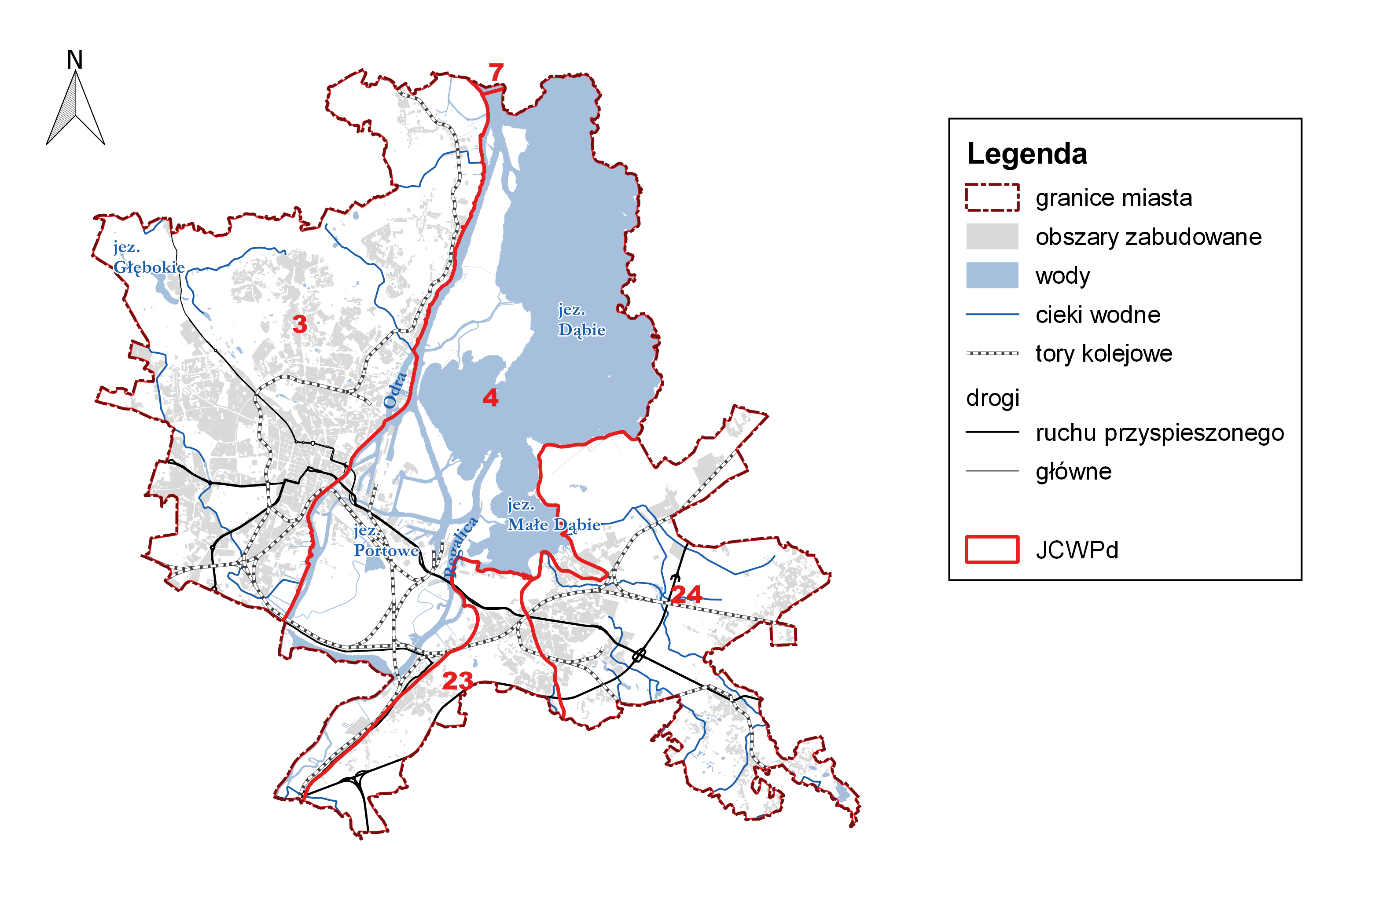 N
7
jez.
Głębokie
3
jez.
Dąbie
Odra
4
jez.
Małe Dąbie
jez.
Portowe
Regalica
24
23
Legenda
granice miasta
obszary zabudowane
wody
cieki wodne
tory kolejowe
drogi
ruchu przyspieszonego
główne
JCWPd